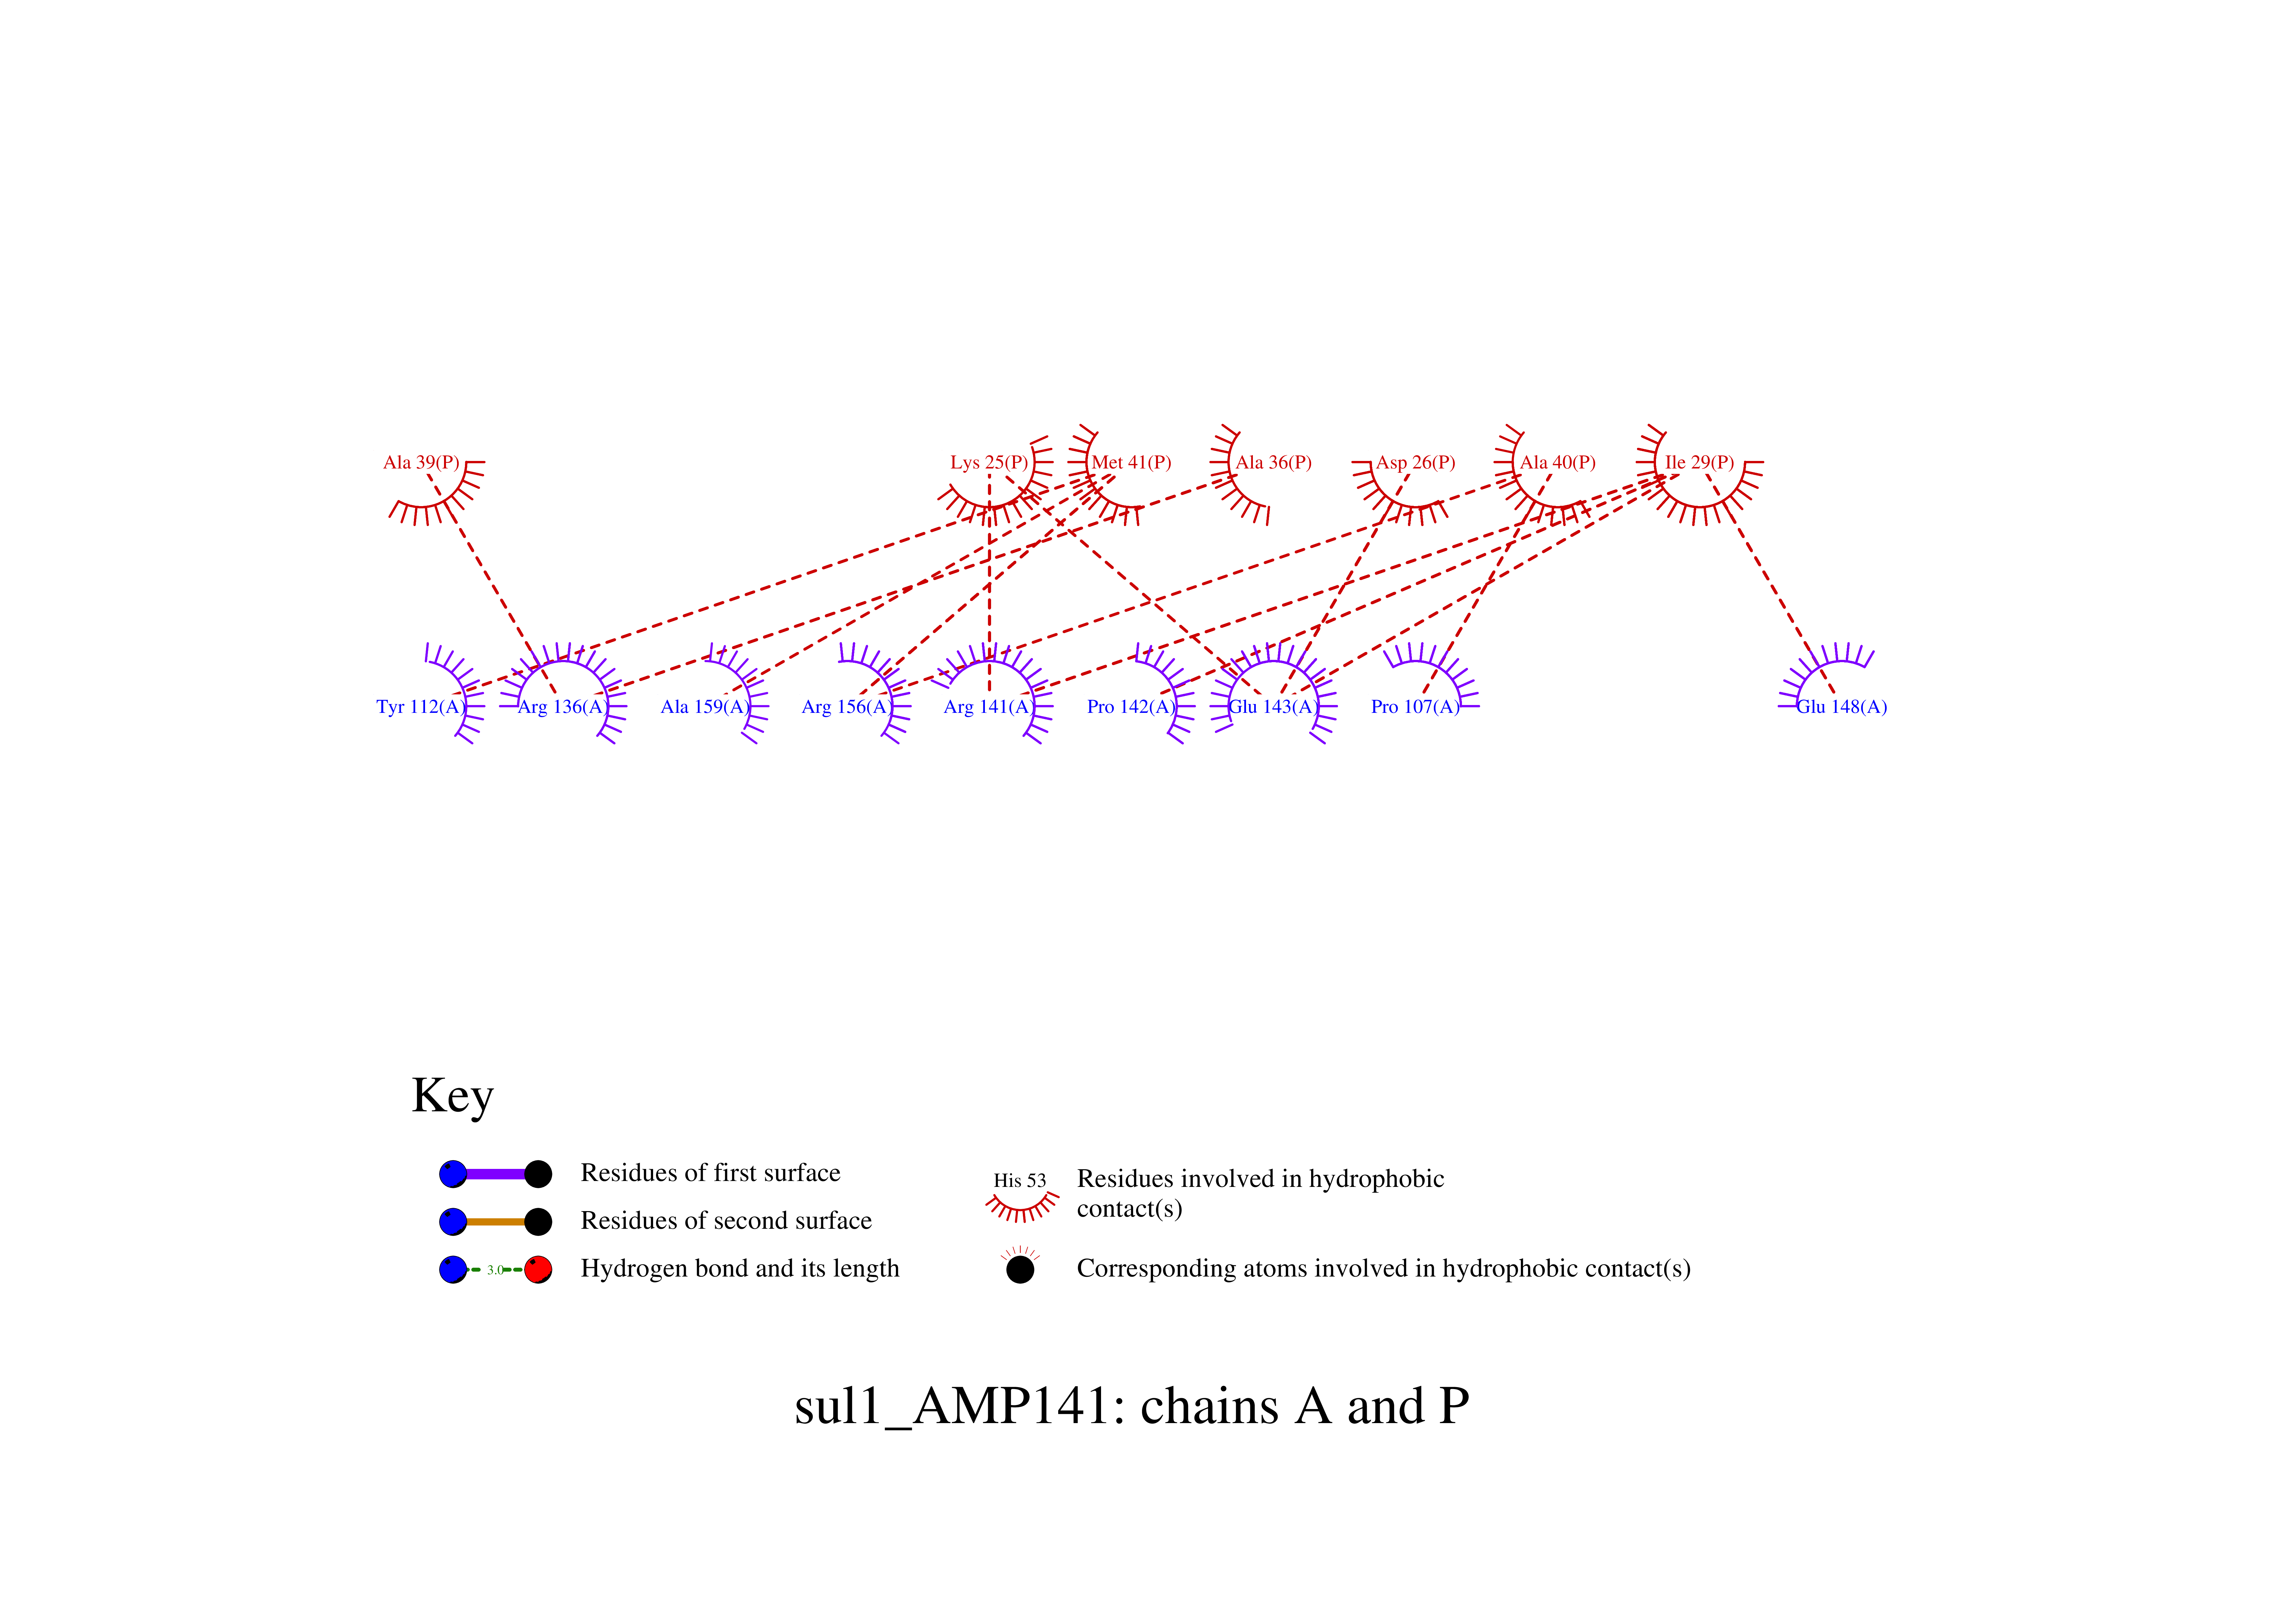 Ala 39(P) Lys 25(P) Met 41(P) Ala 36(P) Asp 26(P) Ala 40(P) Ile 29(P)
Tyr 112(A) Arg 136(A) Ala 159(A) Arg 156(A) Arg 141(A) Pro 142(A) Glu 143(A) Pro 107(A) Glu 148(A)
Key
Residues of first surface
Residues of second surface
3.0 Hydrogen bond and its length
His 53 Residues involved in hydrophobic
contact(s)
Corresponding atoms involved in hydrophobic contact(s)
sul1_AMP141: chains A and P